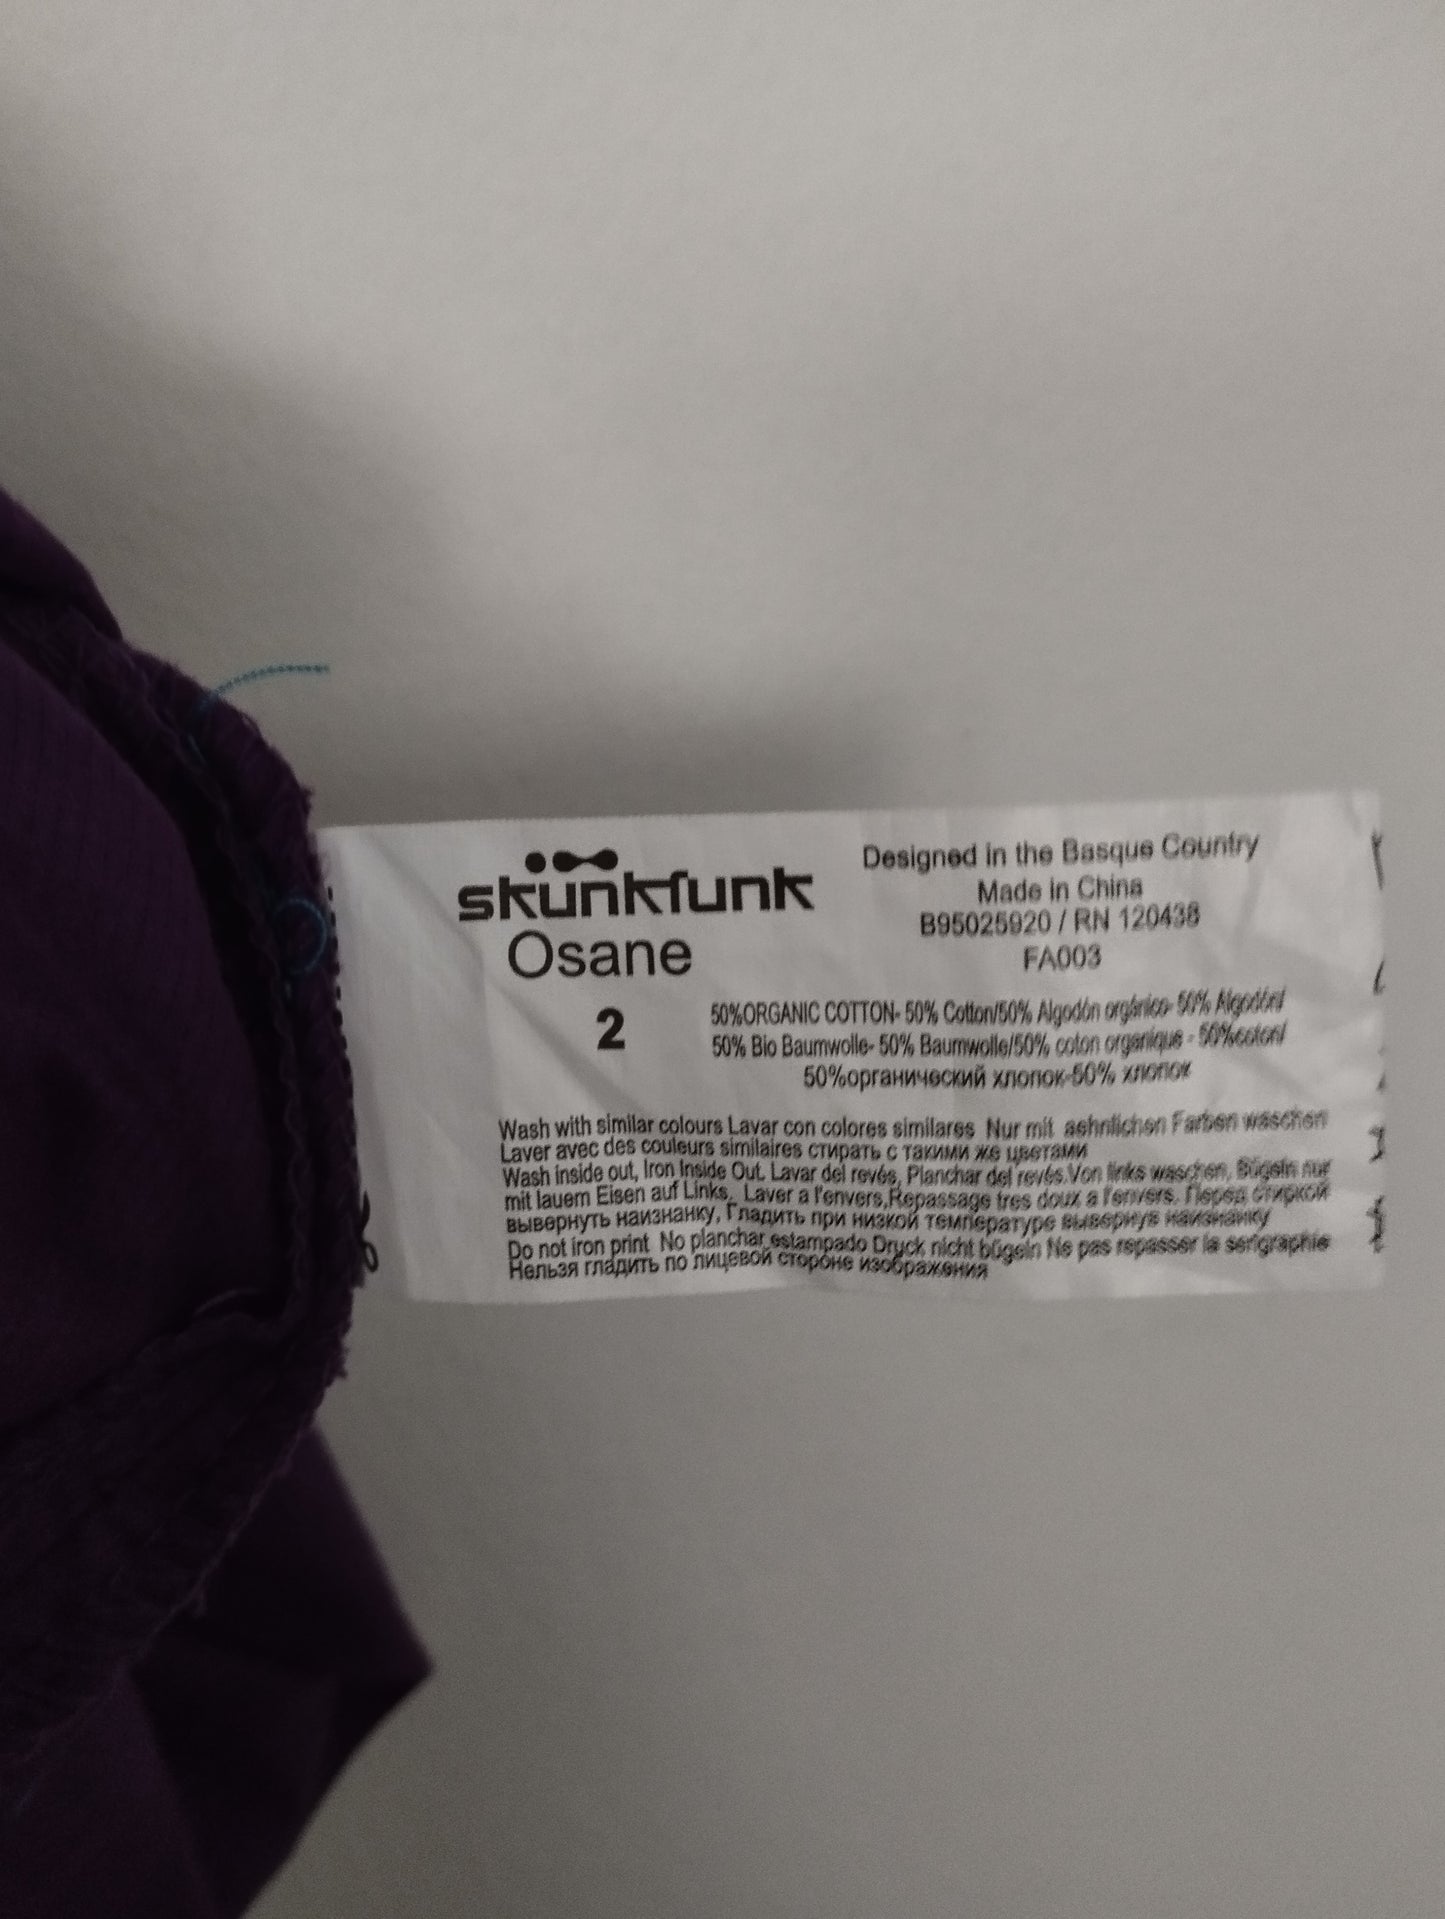 skunkfunk
Osane
2
Designed in the Basque Country
Made in China
B95025920 / RN 120438
FA003
50%ORGANIC COTTON- 50% Cotton/50% Algodón orgánico- 50% Algodón/
50% Bio Baumwolle- 50% Baumwolle/50% coton organique - 50%coton/
50%органический хлопок-50% хлопок
Wash with similar colours Lavar con colores similares Nur mit aehnlichen Farben waschen
Laver avec des couleurs similaires стирать с такими же цветами
Wash inside out, Iron Inside Out. Lavar del revés, Planchar del revés.Von links waschen, Bügeln nur
mit lauem Eisen auf Links, Laver a l'envers,Repassage tres doux a l'envers. Перед стиркой
вывернуть наизнанку, Гладить при низкой температуре вывернув наизнанку
Do not iron print No planchar estampado Druck nicht bügeln Ne pas repasser la serigraphie
Нельзя гладить по лицевой стороне изображения